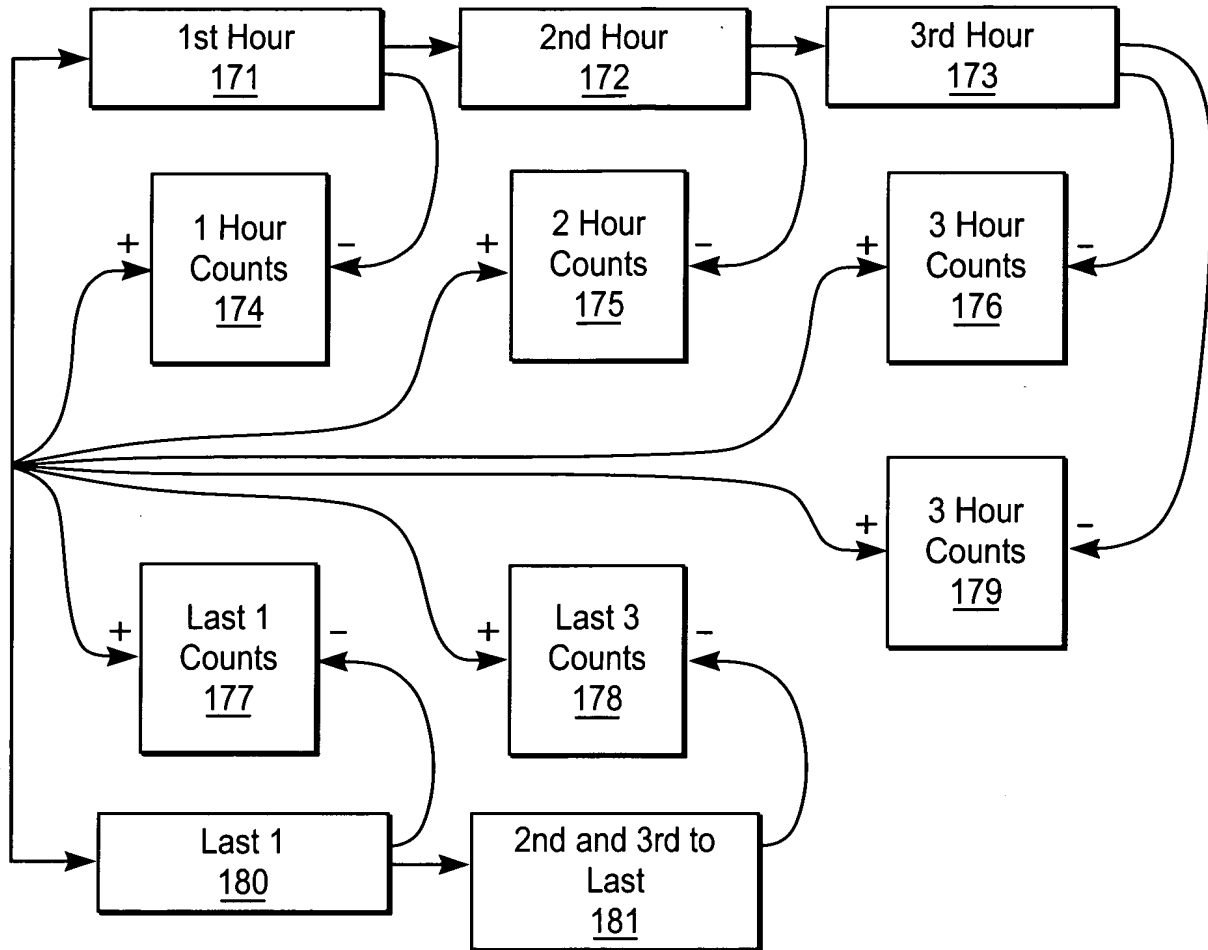 1st Hour
171
2nd Hour
172
3rd Hour
173
1 Hour
Counts
174
+
-
2 Hour
Counts
175
+
-
3 Hour
Counts
176
+
-
3 Hour
Counts
179
+
-
Last 1
Counts
177
+
-
Last 3
Counts
178
+
-
Last 1
180
2nd and 3rd to
Last
181